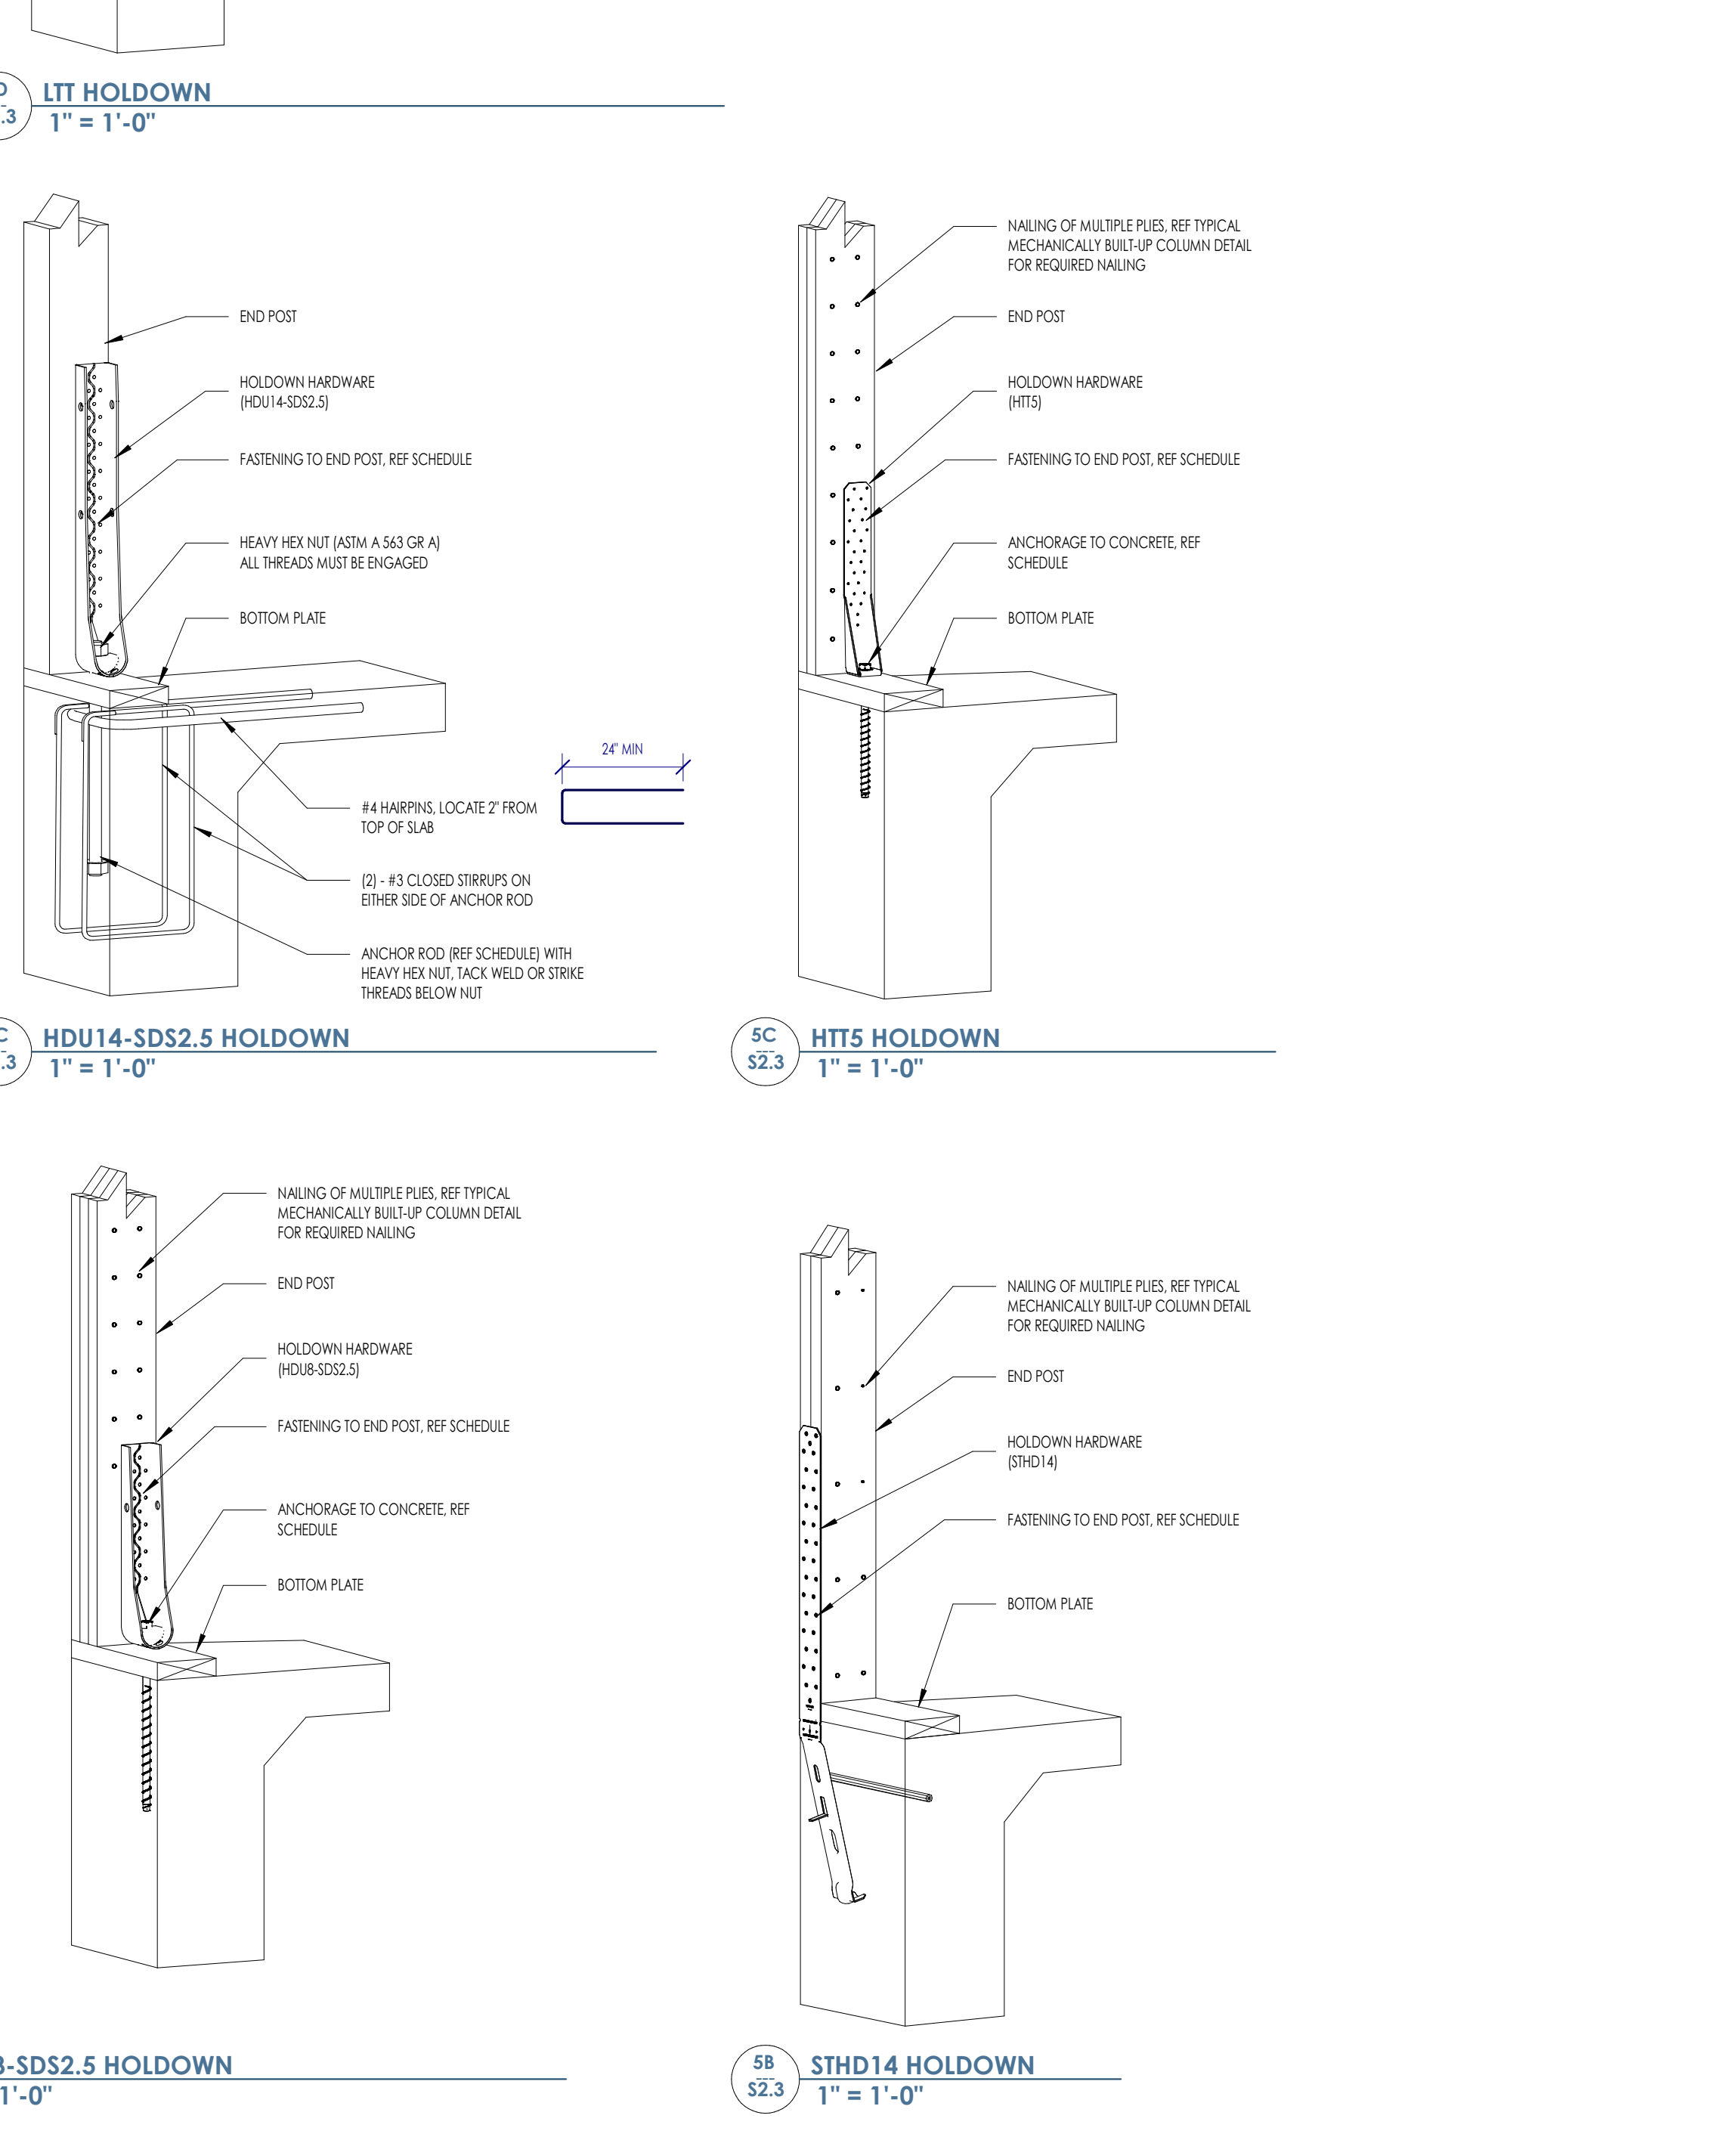 D
.3
LTT HOLDOWN
1" = 1'-0"
END POST
HOLDOWN HARDWARE
(HDU14-SDS2.5)
FASTENING TO END POST, REF SCHEDULE
HEAVY HEX NUT (ASTM A 563 GR A)
ALL THREADS MUST BE ENGAGED
BOTTOM PLATE
24" MIN
#4 HAIRPINS, LOCATE 2" FROM
TOP OF SLAB
(2) - #3 CLOSED STIRRUPS ON
EITHER SIDE OF ANCHOR ROD
ANCHOR ROD (REF SCHEDULE) WITH
HEAVY HEX NUT, TACK WELD OR STRIKE
THREADS BELOW NUT
C
.3
HDU14-SDS2.5 HOLDOWN
1" = 1'-0"
NAILING OF MULTIPLE PLIES, REF TYPICAL
MECHANICALLY BUILT-UP COLUMN DETAIL
FOR REQUIRED NAILING
END POST
HOLDOWN HARDWARE
(HTT5)
FASTENING TO END POST, REF SCHEDULE
ANCHORAGE TO CONCRETE, REF
SCHEDULE
BOTTOM PLATE
5C
S2.3
HTT5 HOLDOWN
1" = 1'-0"
NAILING OF MULTIPLE PLIES, REF TYPICAL
MECHANICALLY BUILT-UP COLUMN DETAIL
FOR REQUIRED NAILING
END POST
HOLDOWN HARDWARE
(HDU8-SDS2.5)
FASTENING TO END POST, REF SCHEDULE
ANCHORAGE TO CONCRETE, REF
SCHEDULE
BOTTOM PLATE
-SDS2.5 HOLDOWN
1'-0"
NAILING OF MULTIPLE PLIES, REF TYPICAL
MECHANICALLY BUILT-UP COLUMN DETAIL
FOR REQUIRED NAILING
END POST
HOLDOWN HARDWARE
(STHD14)
FASTENING TO END POST, REF SCHEDULE
BOTTOM PLATE
5B
S2.3
STHD14 HOLDOWN
1" = 1'-0"